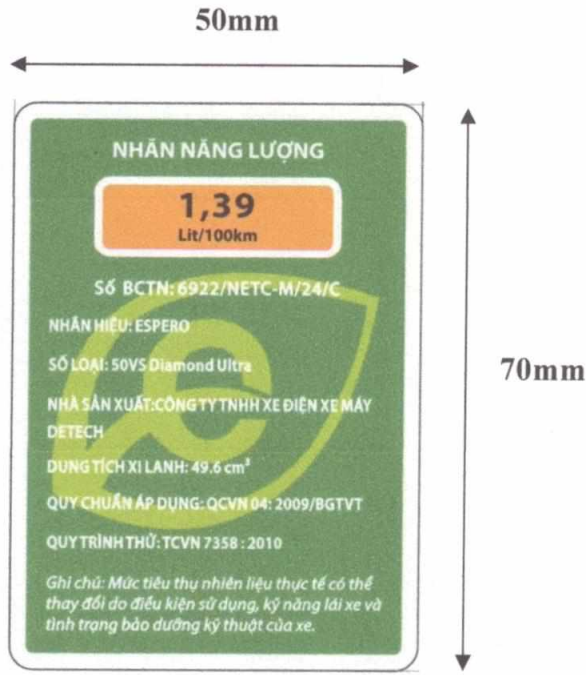 50mm
NHÃN NĂNG LƯỢNG
1,39
Lit/100km
Số BCTN: 6922/NETC-M/24/C
NHÃN HIỆU: ESPERO
SỐ LOẠI: 50VS Diamond Ultra
NHÀ SẢN XUẤT:CÔNG TY TNHH XE ĐIỆN XE MÁY
DETECH
DUNG TÍCH XI LANH: 49.6 cm³
QUY CHUẨN ÁP DỤNG: QCVN 04: 2009/BGTVT
QUY TRÌNH THỬ: TCVN 7358 : 2010
Ghi chú: Mức tiêu thụ nhiên liệu thực tế có thể
thay đổi do điều kiện sử dụng, kỹ năng lái xe và
tình trạng bảo dưỡng kỹ thuật của xe.
70mm